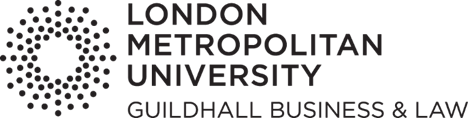 LONDON
METROPOLITAN
UNIVERSITY
GUILDHALL BUSINESS & LAW